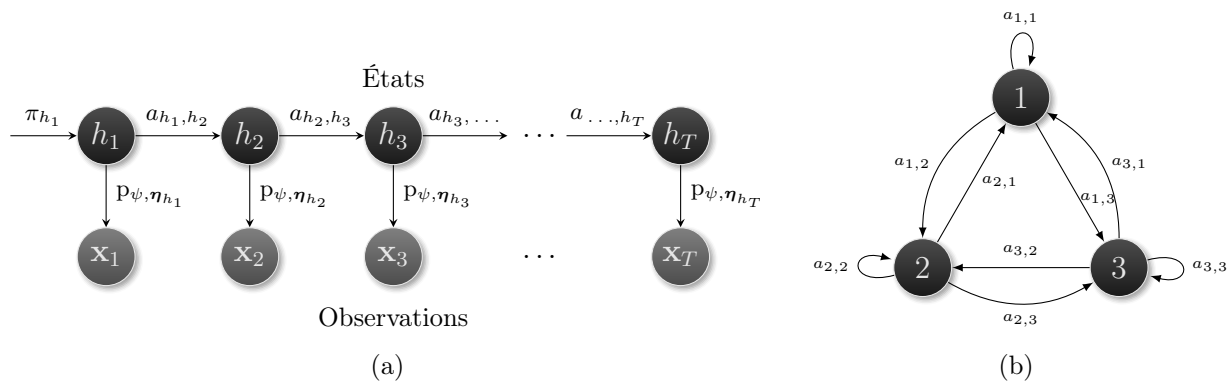 États
π_{h_1} a_{h_1,h_2} a_{h_2,h_3} a_{h_3,...} a_{...,h_T}
h_1 h_2 h_3 ... h_T
p_{ψ,η_{h_1}} p_{ψ,η_{h_2}} p_{ψ,η_{h_3}} p_{ψ,η_{h_T}}
x_1 x_2 x_3 ... x_T
Observations
(a)
a_{1,1}
1
a_{1,2} a_{2,1} a_{1,3} a_{3,1}
a_{2,2} 2 a_{3,2} 3 a_{3,3}
a_{2,3}
(b)